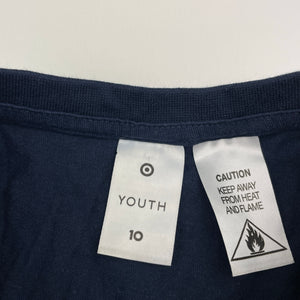 YOUTH
10
CAUTION
KEEP AWAY
FROM HEAT
AND FLAME